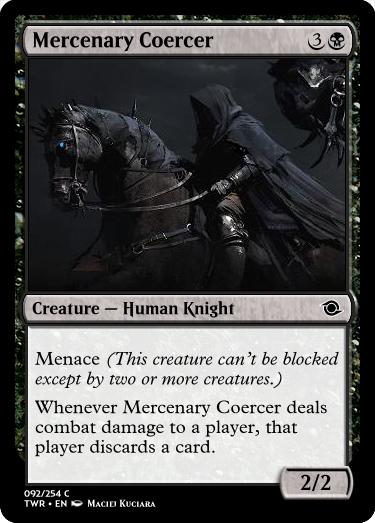 Mercenary Coercer 3
Creature — Human Knight
Menace (This creature can't be blocked
except by two or more creatures.)
Whenever Mercenary Coercer deals
combat damage to a player, that
player discards a card.
2/2
092/254 C
TWR • EN Maciej Kuciara